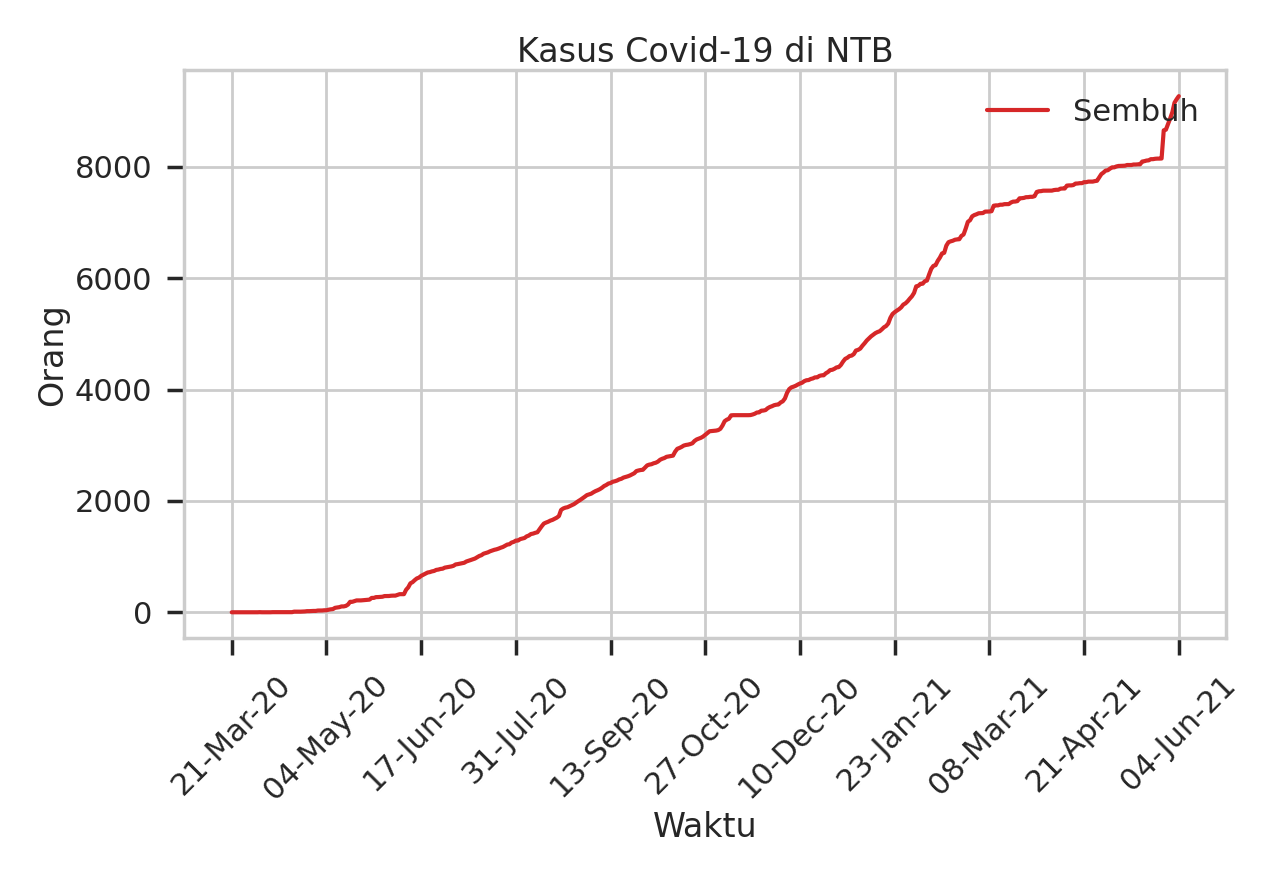 Kasus Covid-19 di NTB
Sembuh
8000
6000
4000
2000
0
Orang
21-Mar-20
04-May-20
17-Jun-20
31-Jul-20
13-Sep-20
27-Oct-20
10-Dec-20
23-Jan-21
08-Mar-21
21-Apr-21
04-Jun-21
Waktu